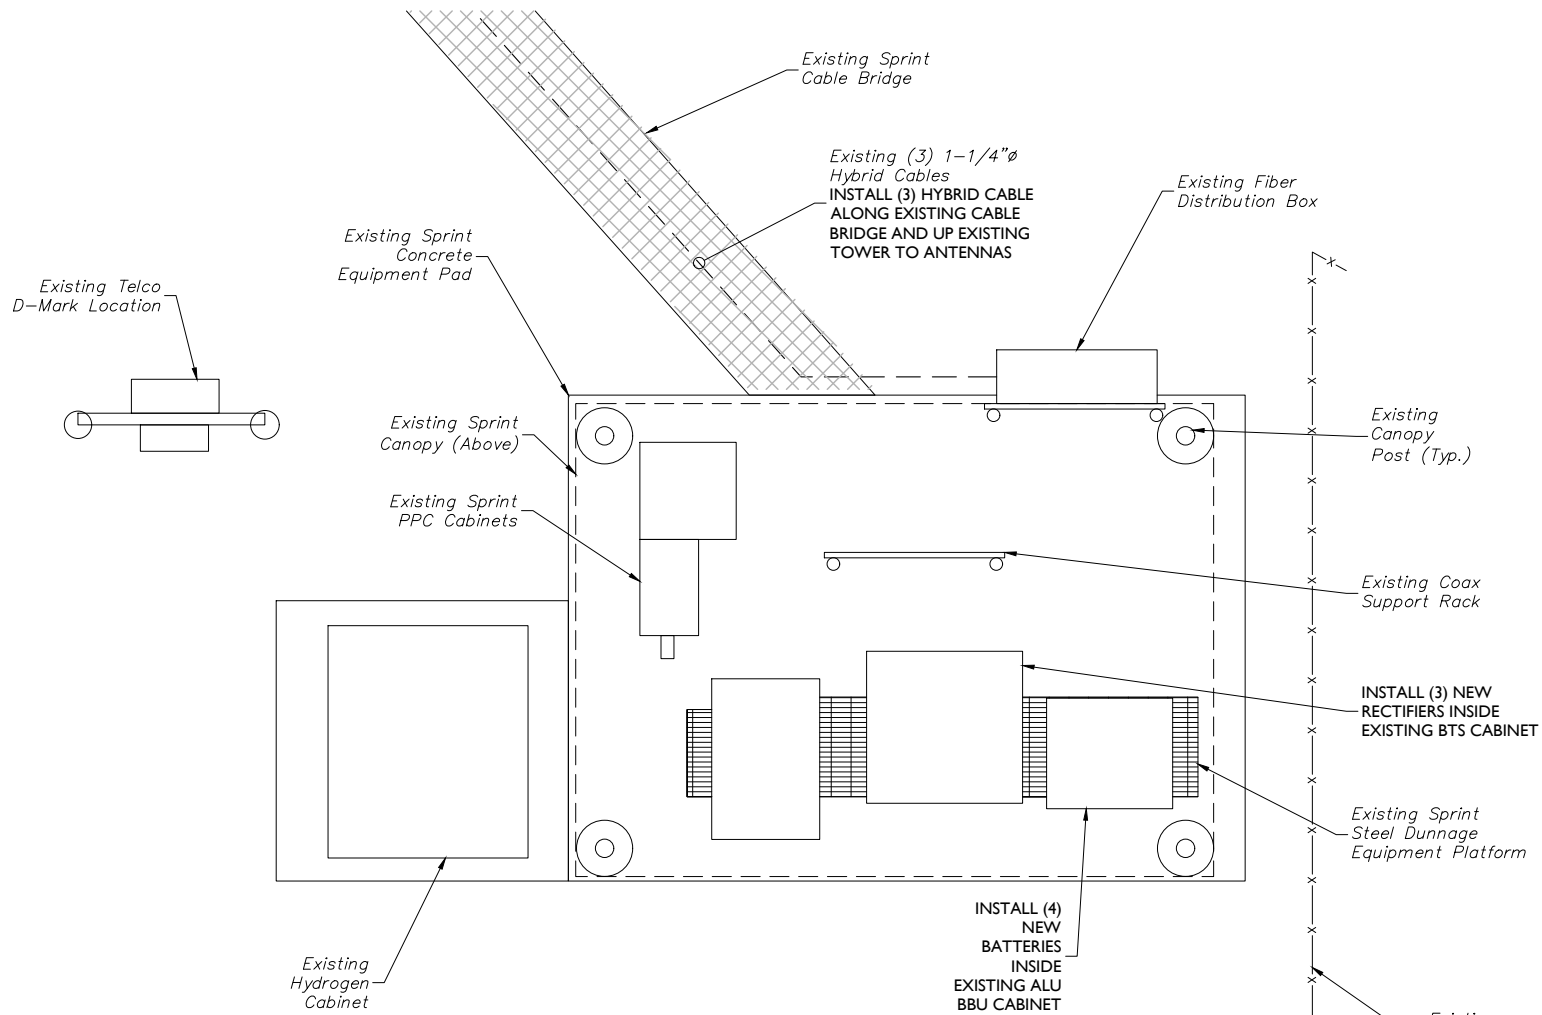 Existing Sprint
Cable Bridge
Existing (3) 1-1/4"ø
Hybrid Cables
INSTALL (3) HYBRID CABLE
ALONG EXISTING CABLE
BRIDGE AND UP EXISTING
TOWER TO ANTENNAS
Existing Fiber
Distribution Box
Existing Sprint
Concrete
Equipment Pad
Existing Telco
D-Mark Location
Existing Sprint
Canopy (Above)
Existing
Canopy
Post (Typ.)
Existing Sprint
PPC Cabinets
Existing Coax
Support Rack
INSTALL (3) NEW
RECTIFIERS INSIDE
EXISTING BTS CABINET
Existing Sprint
Steel Dunnage
Equipment Platform
INSTALL (4)
NEW
BATTERIES
INSIDE
EXISTING ALU
BBU CABINET
Existing
Hydrogen
Cabinet